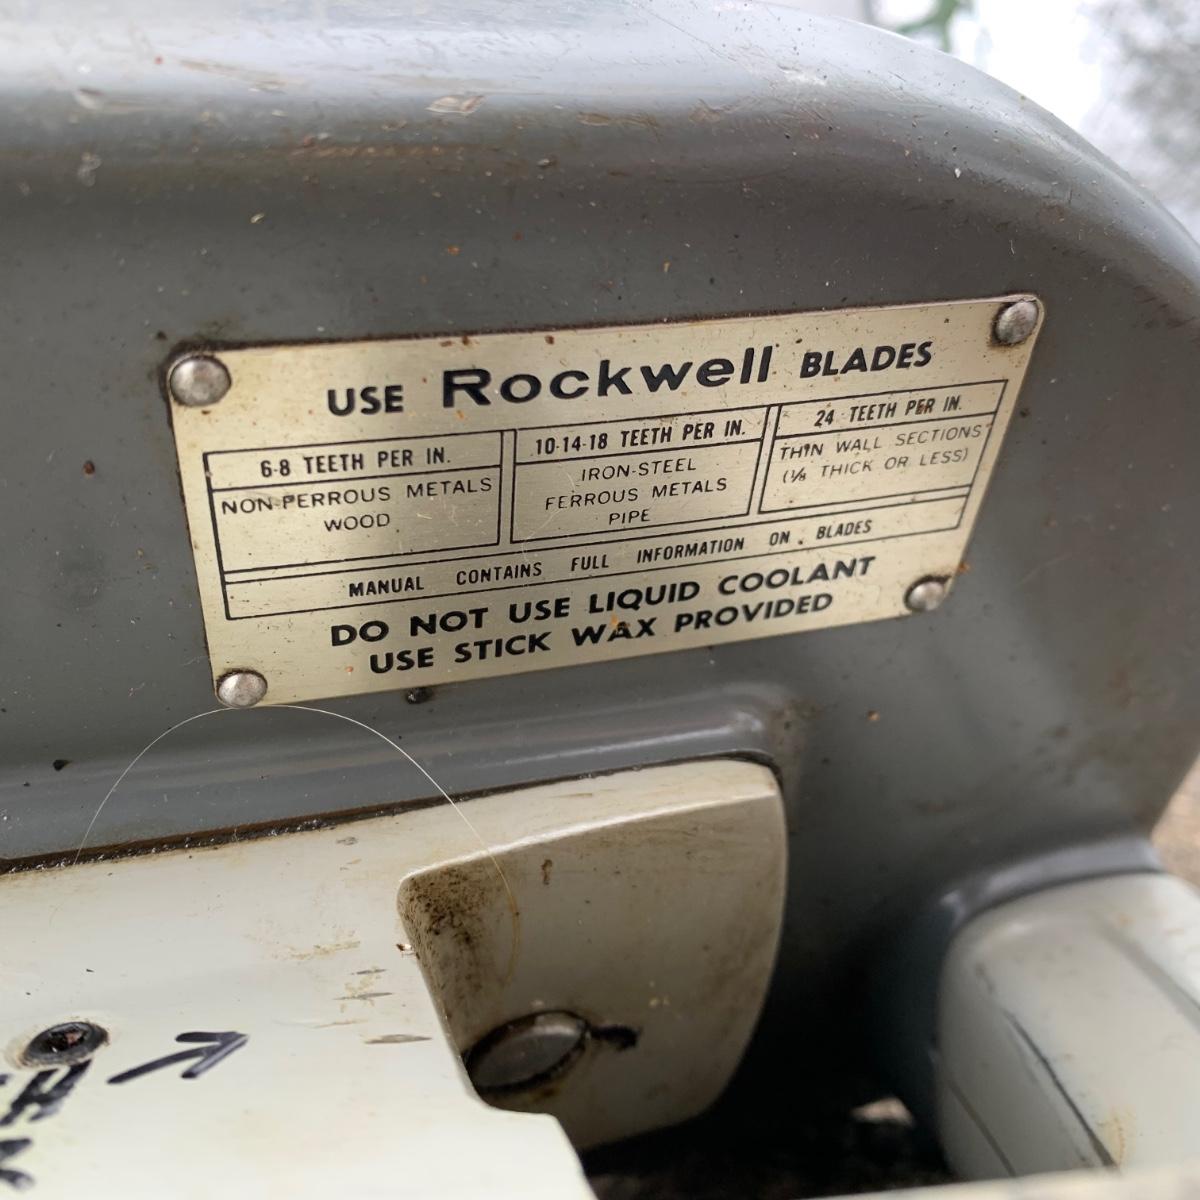 USE Rockwell BLADES
6-8 TEETH PER IN.
NON-FERROUS METALS
WOOD
10-14-18 TEETH PER IN.
IRON-STEEL
FERROUS METALS
PIPE
24 TEETH PER IN.
THIN WALL SECTIONS
(1/8 THICK OR LESS)
MANUAL CONTAINS FULL INFORMATION ON BLADES
DO NOT USE LIQUID COOLANT
USE STICK WAX PROVIDED